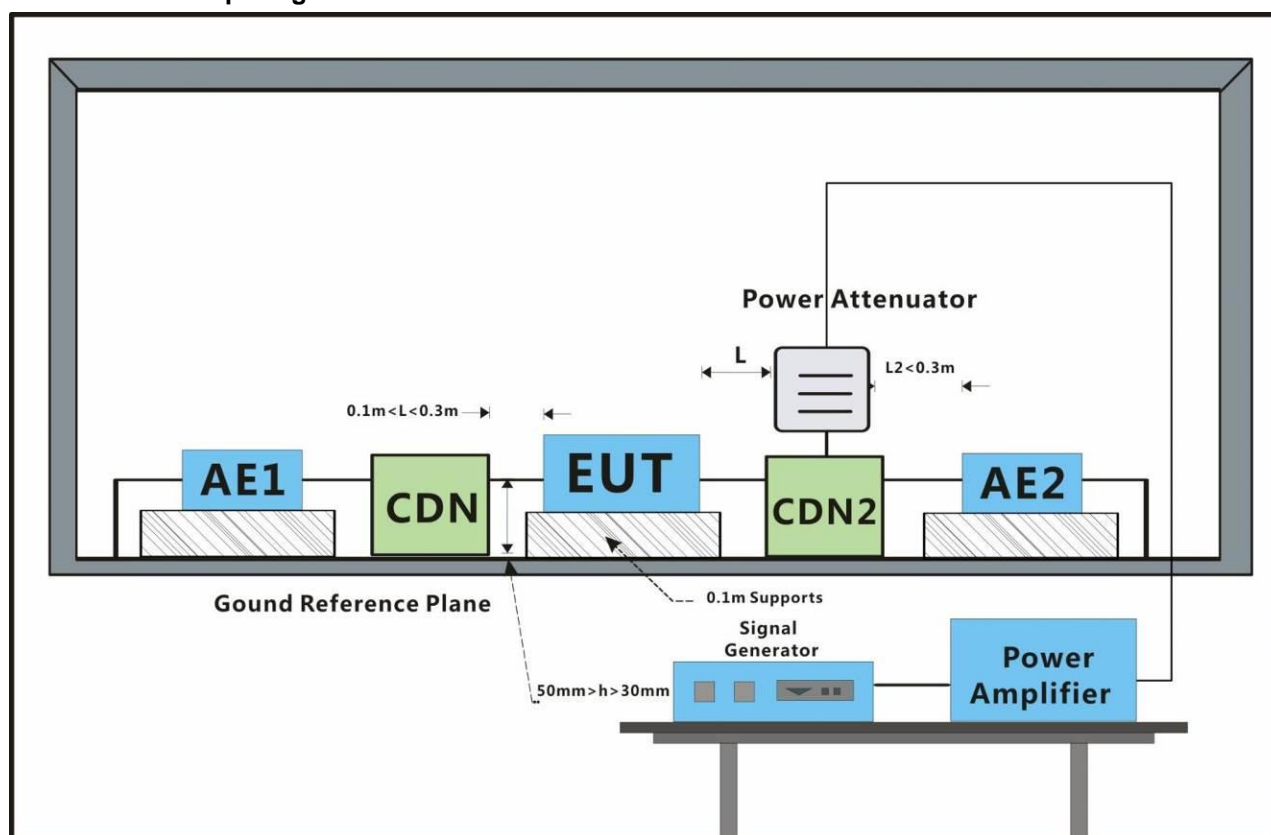 Power Attenuator
L
L2<0.3m
0.1m<L<0.3m
AE1
CDN
EUT
CDN2
AE2
Gound Reference Plane
0.1m Supports
Signal
Generator
50mm>h>30mm
Power
Amplifier